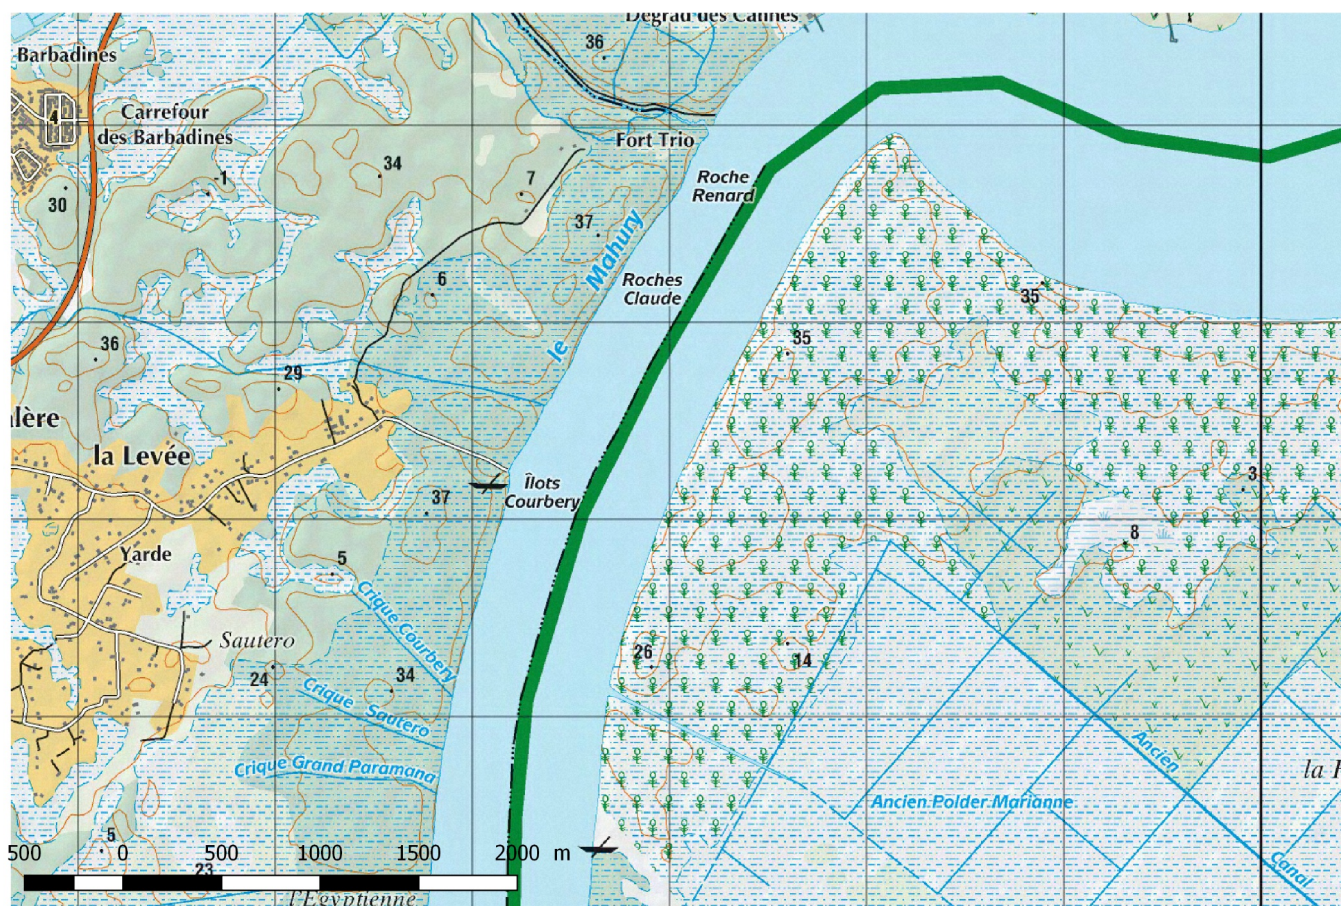 Dégrad des Cannes
Barbadines
36
4
Carrefour
des Barbadines
Fort Trio
34
1
7
Roche
Renard
30
37
le Mahury
6
Roches
Claude
35
36
35
29
la Levée
Îlots
Courbery
37
3
8
Yarde
5
Crique Courbery
Sautero
26
14
24
34
Crique Sautero
Crique Grand Paramana
Ancien
Ancien Polder Marianne
5
500 0 500 1000 1500 2000 m
23
Canal
l'Egyptienne